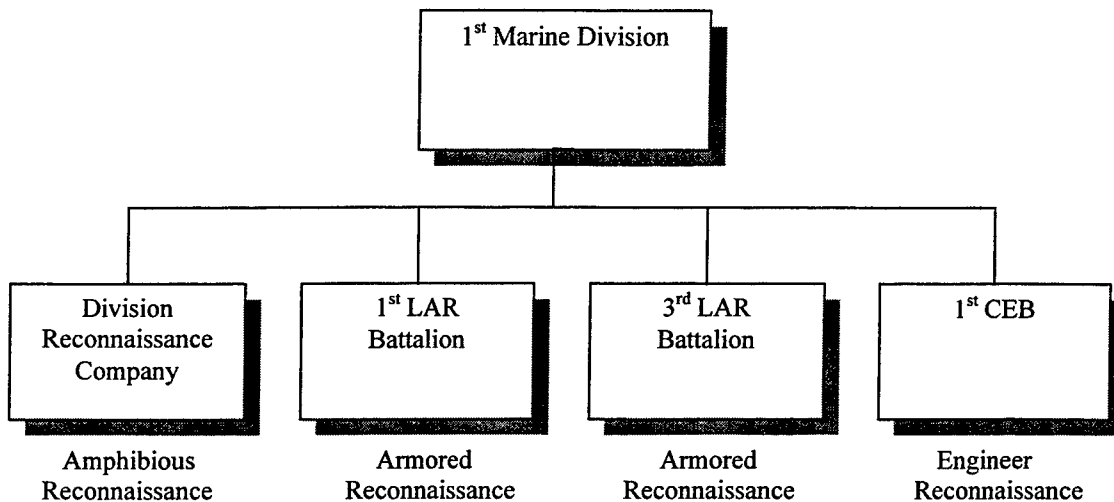 1st Marine Division
Division
Reconnaissance
Company
1st LAR
Battalion
3rd LAR
Battalion
1st CEB
Amphibious
Reconnaissance
Armored
Reconnaissance
Armored
Reconnaissance
Engineer
Reconnaissance